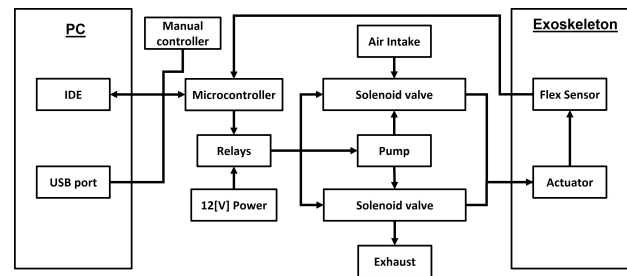 PC
Manual
controller
Air Intake
Exoskeleton
IDE
Microcontroller
Solenoid valve
Flex Sensor
Relays
Pump
USB port
12[V] Power
Solenoid valve
Actuator
Exhaust